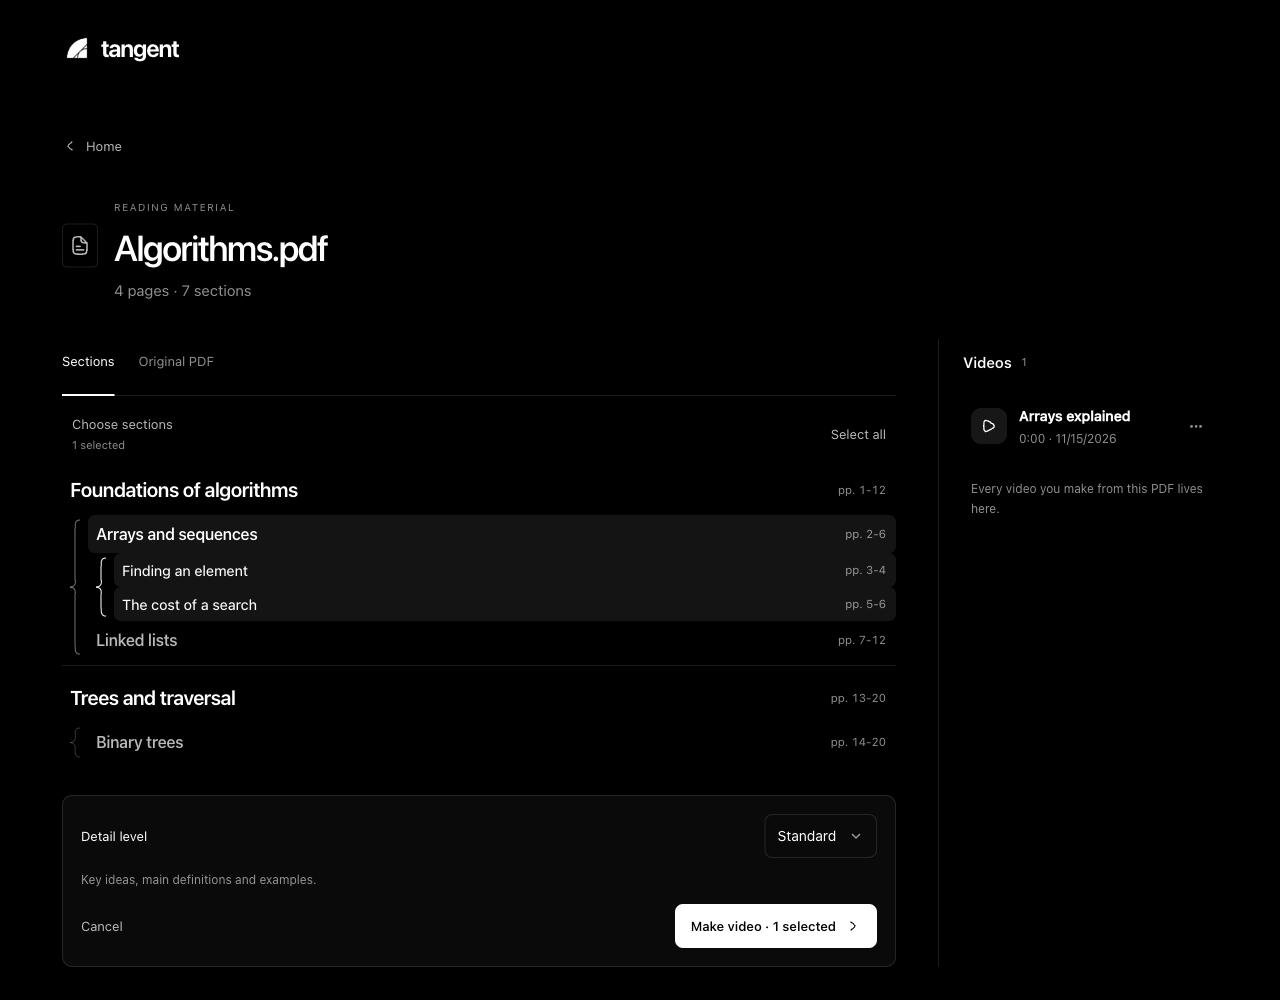 tangent
Home
READING MATERIAL
Algorithms.pdf
4 pages · 7 sections
Sections
Original PDF
Choose sections
1 selected
Select all
Foundations of algorithms
pp. 1-12
Arrays and sequences
pp. 2-6
Finding an element
pp. 3-4
The cost of a search
pp. 5-6
Linked lists
pp. 7-12
Trees and traversal
pp. 13-20
Binary trees
pp. 14-20
Detail level
Standard
Key ideas, main definitions and examples.
Cancel
Make video · 1 selected
Videos 1
Arrays explained
0:00 · 11/15/2026
Every video you make from this PDF lives
here.